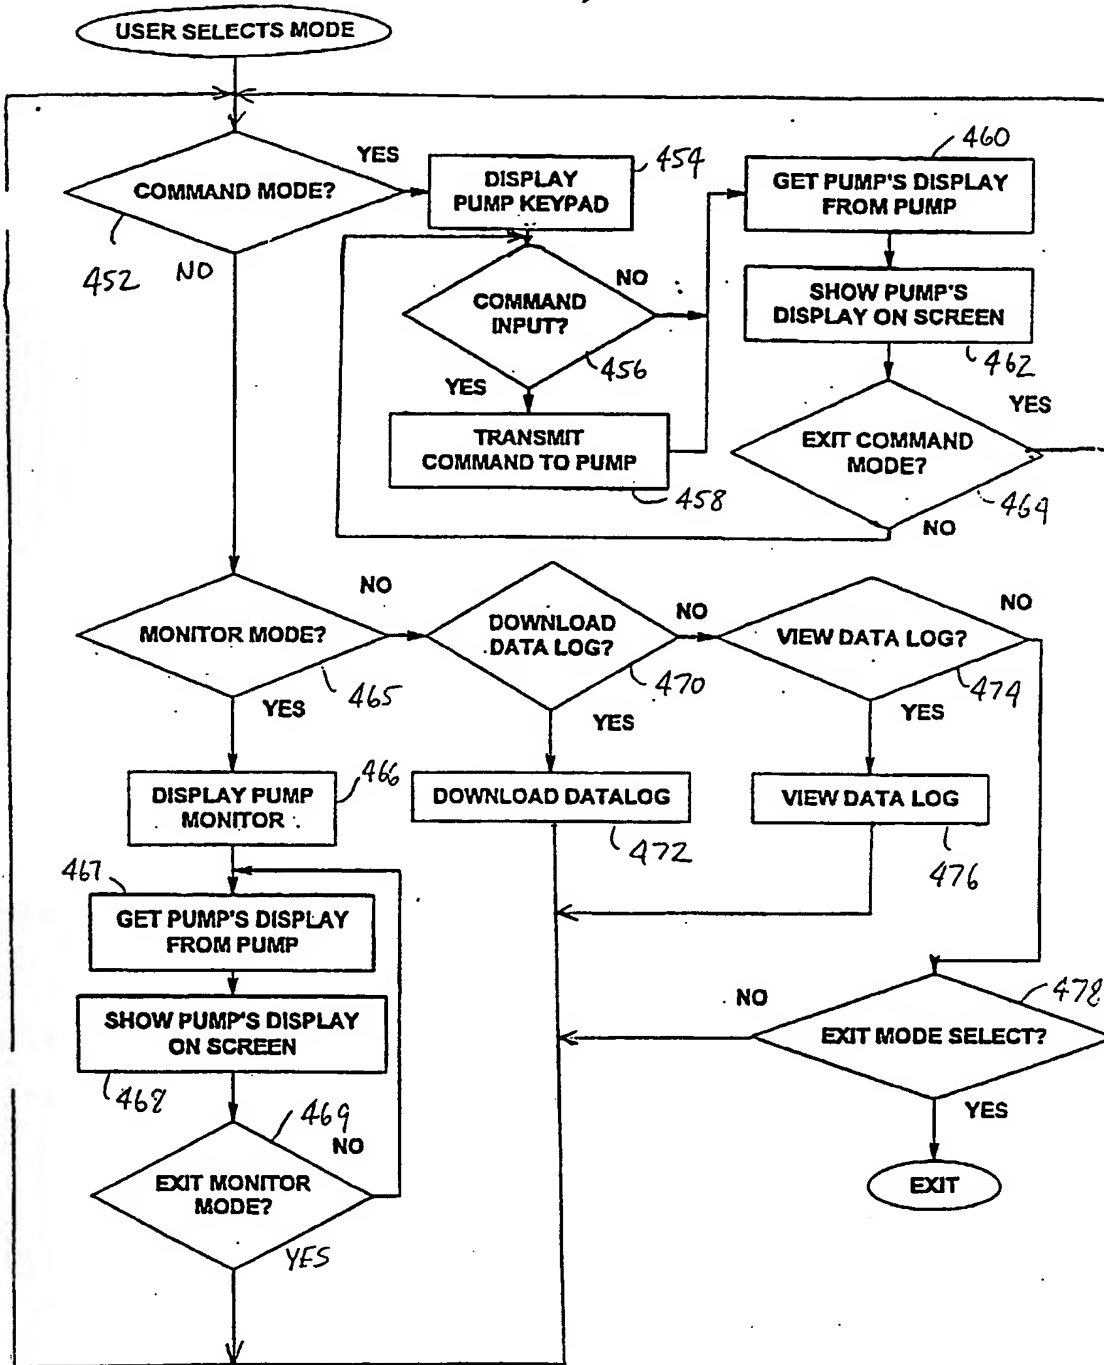 USER SELECTS MODE
COMMAND MODE?
YES
452
NO
DISPLAY
PUMP KEYPAD
454
COMMAND
INPUT?
NO
456
YES
TRANSMIT
COMMAND TO PUMP
458
460
GET PUMP'S DISPLAY
FROM PUMP
SHOW PUMP'S
DISPLAY ON SCREEN
462
YES
EXIT COMMAND
MODE?
464
NO
MONITOR MODE?
NO
465
YES
DOWNLOAD
DATA LOG?
NO
470
YES
VIEW DATA LOG?
NO
474
YES
DISPLAY PUMP
MONITOR
466
DOWNLOAD DATALOG
472
VIEW DATA LOG
476
467
GET PUMP'S DISPLAY
FROM PUMP
SHOW PUMP'S DISPLAY
ON SCREEN
468
469
NO
EXIT MONITOR
MODE?
YES
NO
478
EXIT MODE SELECT?
YES
EXIT